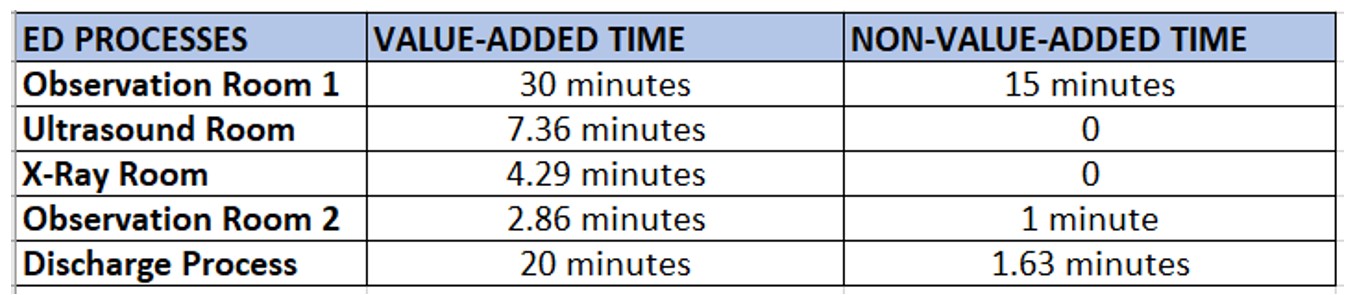 ED PROCESSES VALUE-ADDED TIME NON-VALUE-ADDED TIME
Observation Room 1 30 minutes 15 minutes
Ultrasound Room 7.36 minutes 0
X-Ray Room 4.29 minutes 0
Observation Room 2 2.86 minutes 1 minute
Discharge Process 20 minutes 1.63 minutes